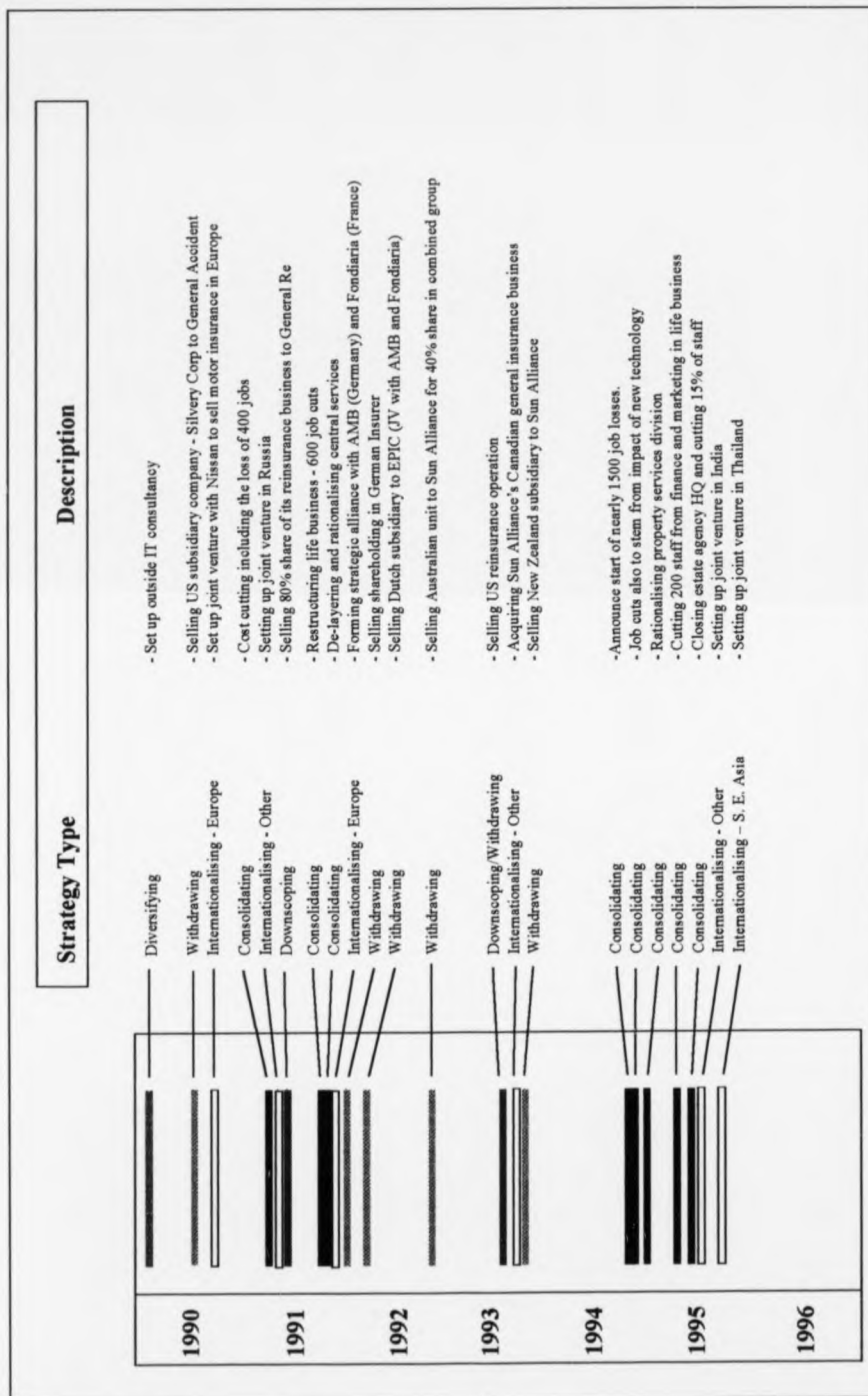 Strategy Type Description
1990
1991
1992
1993
1994
1995
1996
Diversifying - Set up outside IT consultancy
Withdrawing - Selling US subsidiary company - Silvery Corp to General Accident
Internationalising - Europe - Set up joint venture with Nissan to sell motor insurance in Europe
Consolidating - Cost cutting including the loss of 400 jobs
Internationalising - Other - Setting up joint venture in Russia
Downscoping - Selling 80% share of its reinsurance business to General Re
Consolidating - Restructuring life business - 600 job cuts
Consolidating - De-layering and rationalising central services
Internationalising - Europe - Forming strategic alliance with AMB (Germany) and Fondiaria (France)
Withdrawing - Selling shareholding in German Insurer
Withdrawing - Selling Dutch subsidiary to EPIC (JV with AMB and Fondiaria)
Withdrawing - Selling Australian unit to Sun Alliance for 40% share in combined group
Downscoping/Withdrawing - Selling US reinsurance operation
Internationalising - Other - Acquiring Sun Alliance's Canadian general insurance business
Withdrawing - Selling New Zealand subsidiary to Sun Alliance
Consolidating -Announce start of nearly 1500 job losses.
Consolidating - Job cuts also to stem from impact of new technology
Consolidating - Rationalising property services division
Consolidating - Cutting 200 staff from finance and marketing in life business
Consolidating - Closing estate agency HQ and cutting 15% of staff
Internationalising - Other - Setting up joint venture in India
Internationalising – S. E. Asia - Setting up joint venture in Thailand